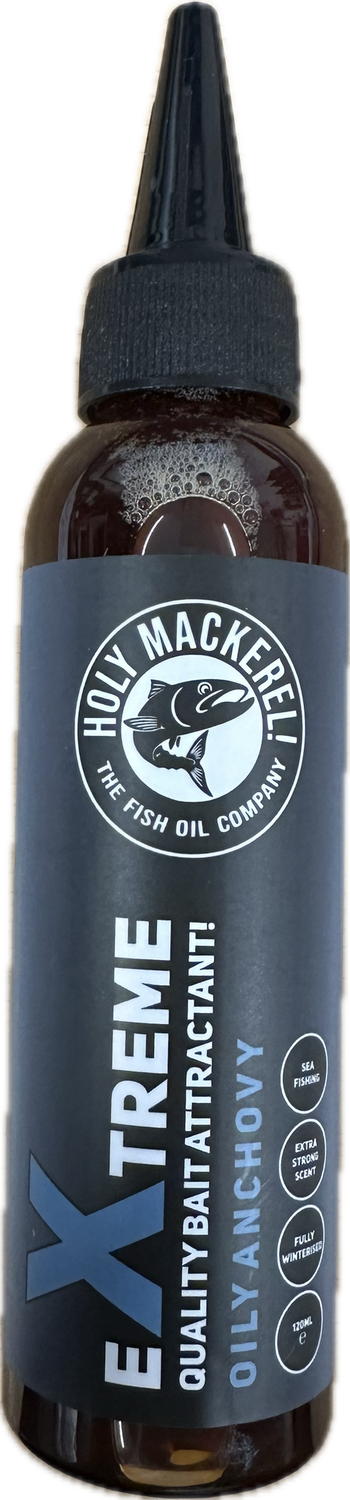 HOLY MACKEREL!
THE FISH OIL COMPANY
EXTREME
QUALITY BAIT ATTRACTANT!
OILY ANCHOVY
SEA
FISHING
EXTRA
STRONG
SCENT
FULLY
WINTERISED
120ML
e